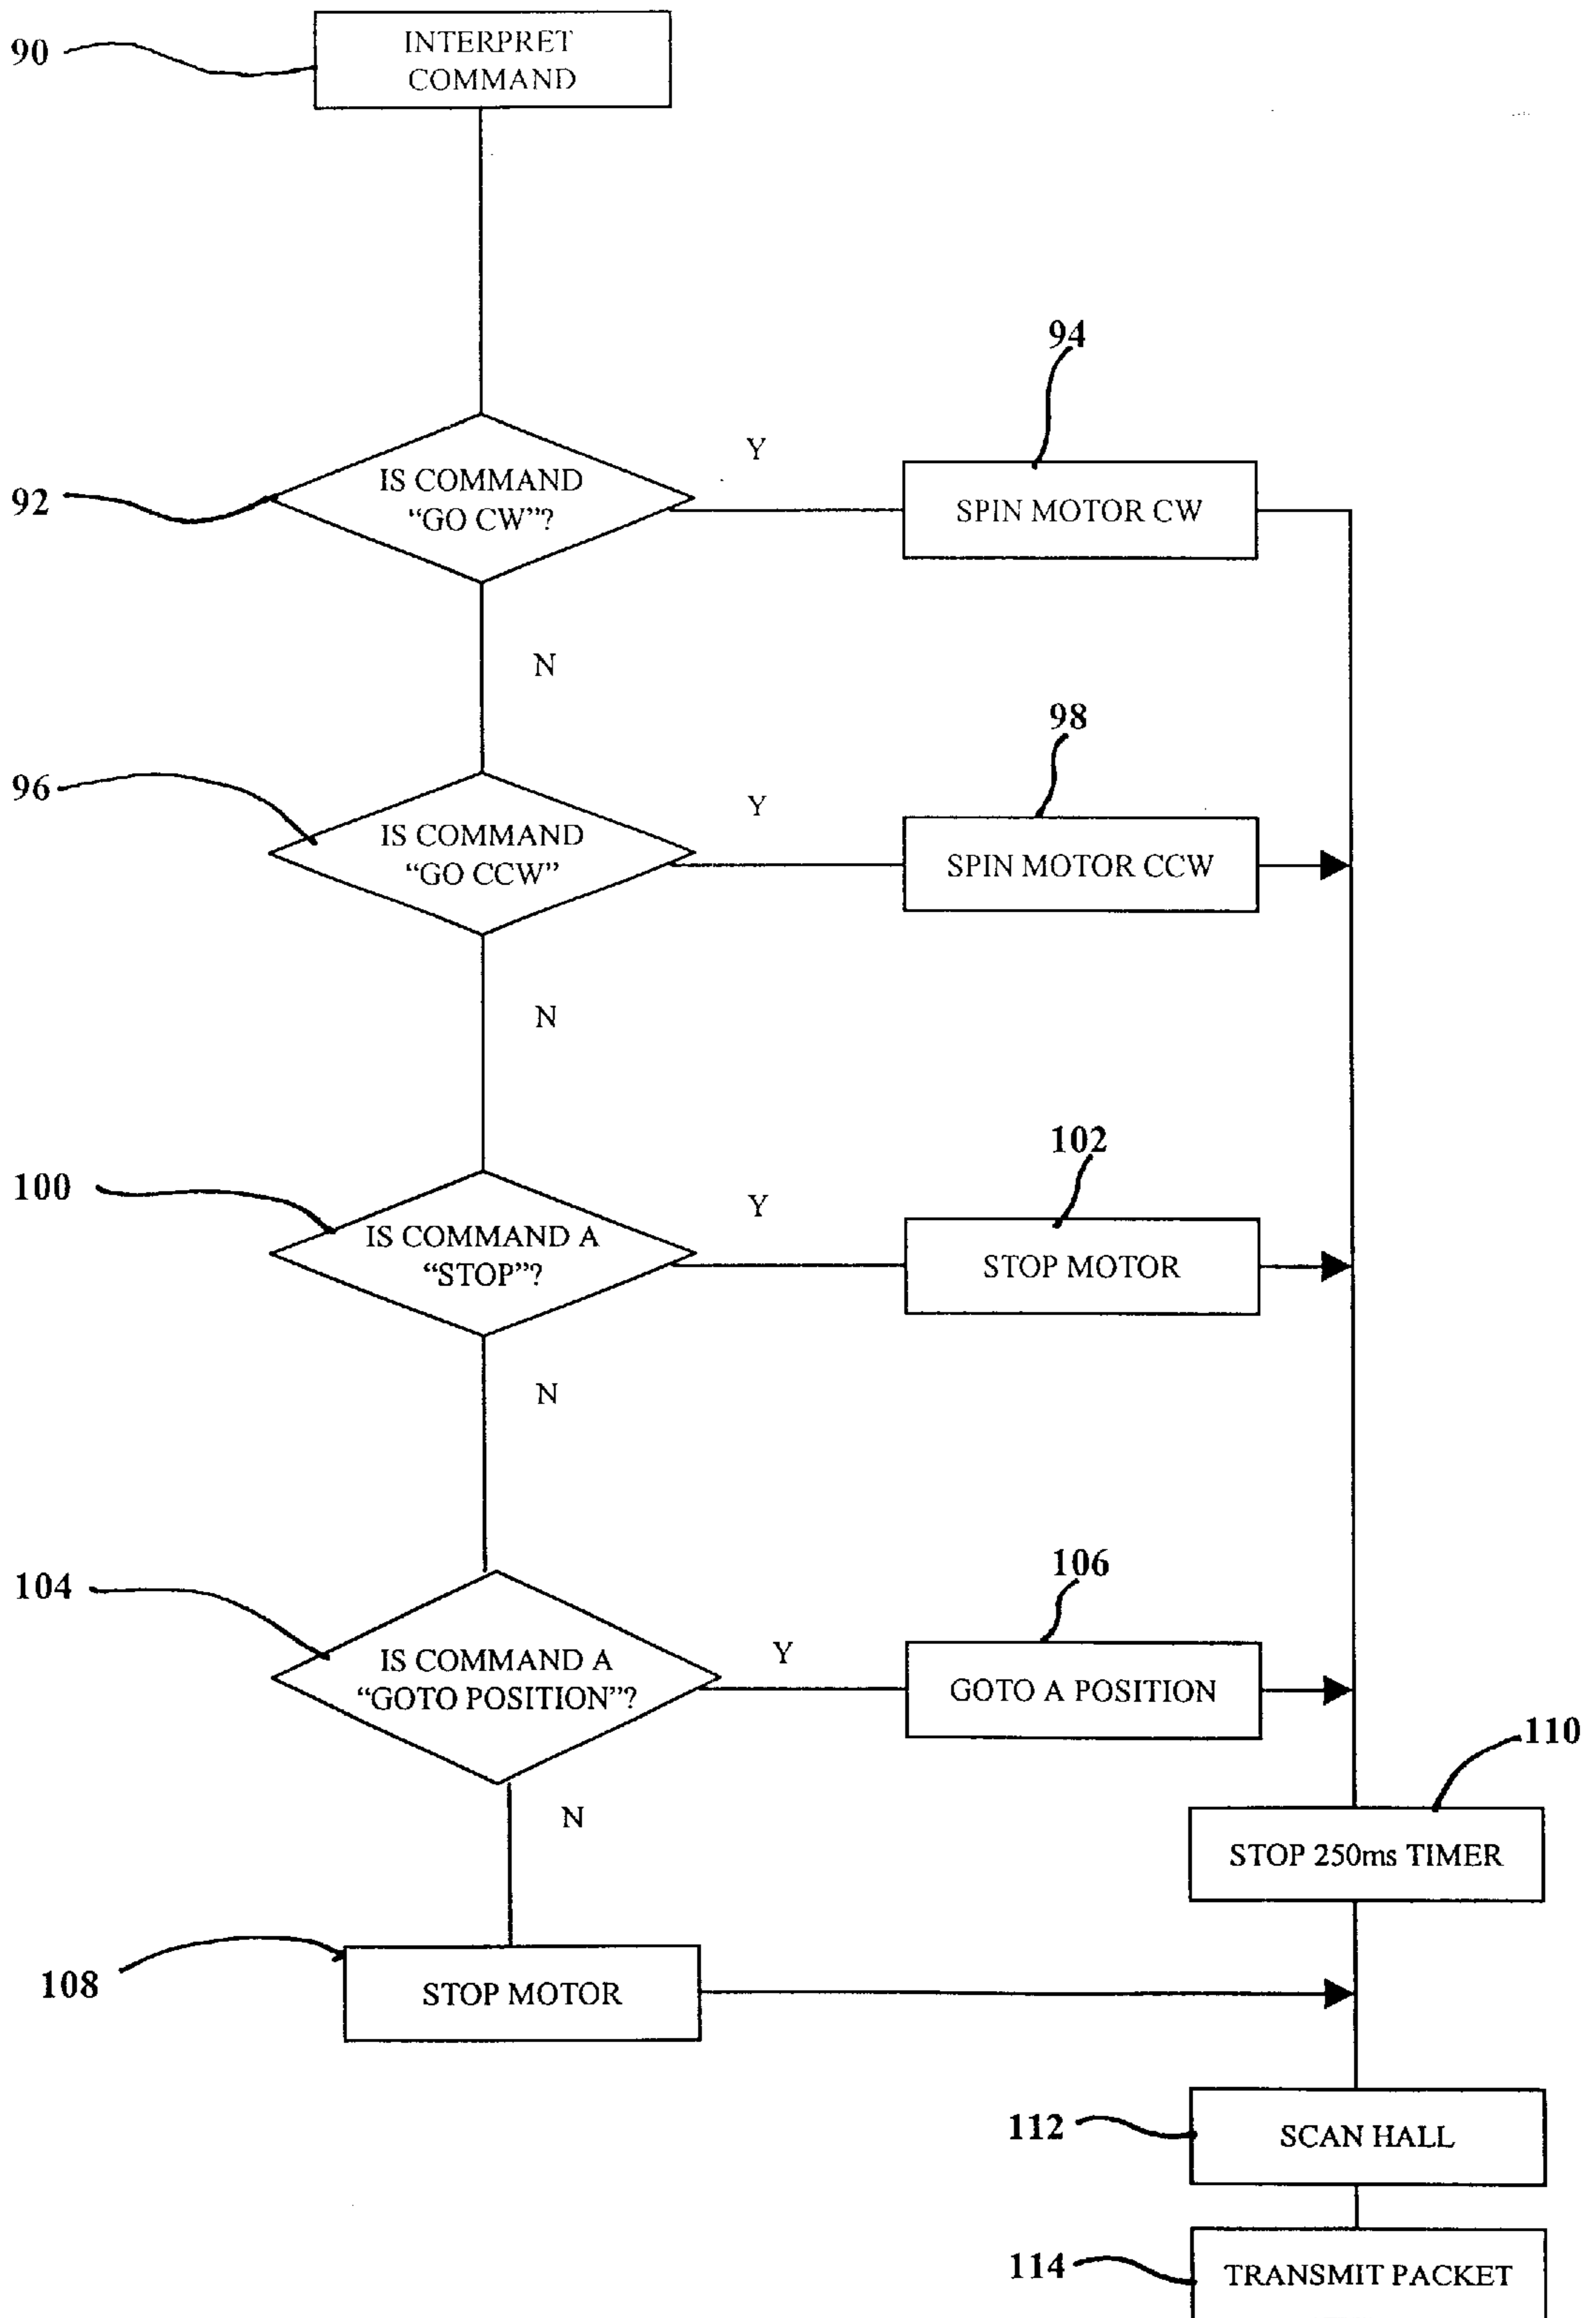 90
INTERPRET
COMMAND
94
92
IS COMMAND
“GO CW”?
Y
SPIN MOTOR CW
N
98
96
IS COMMAND
“GO CCW”
Y
SPIN MOTOR CCW
N
102
100
IS COMMAND A
“STOP”?
Y
STOP MOTOR
N
106
104
IS COMMAND A
“GOTO POSITION”?
Y
GOTO A POSITION
110
N
STOP 250ms TIMER
108
STOP MOTOR
112
SCAN HALL
114
TRANSMIT PACKET